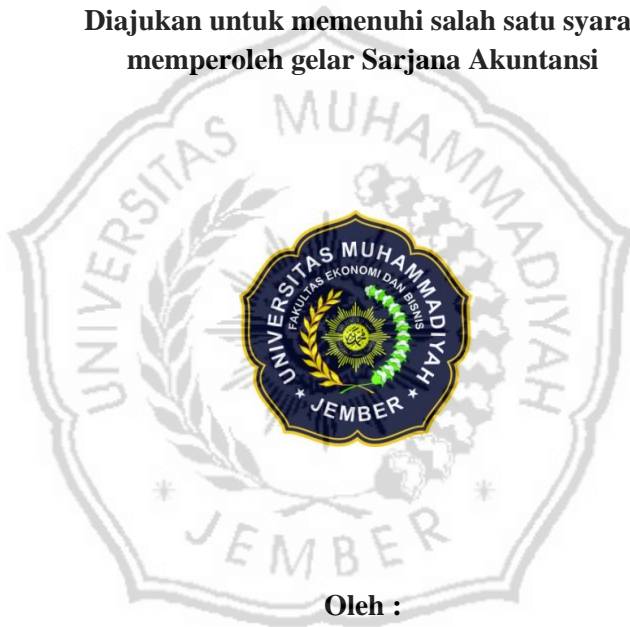 Diajukan untuk memenuhi salah satu syara
memperoleh gelar Sarjana Akuntansi
UNIVERSITAS MUHAMMADIYAH
FAKULTAS EKONOMI DAN BISNIS
* JEMBER *
UNIVERSITAS MUHAMMADIYAH
* JEMBER *
Oleh :